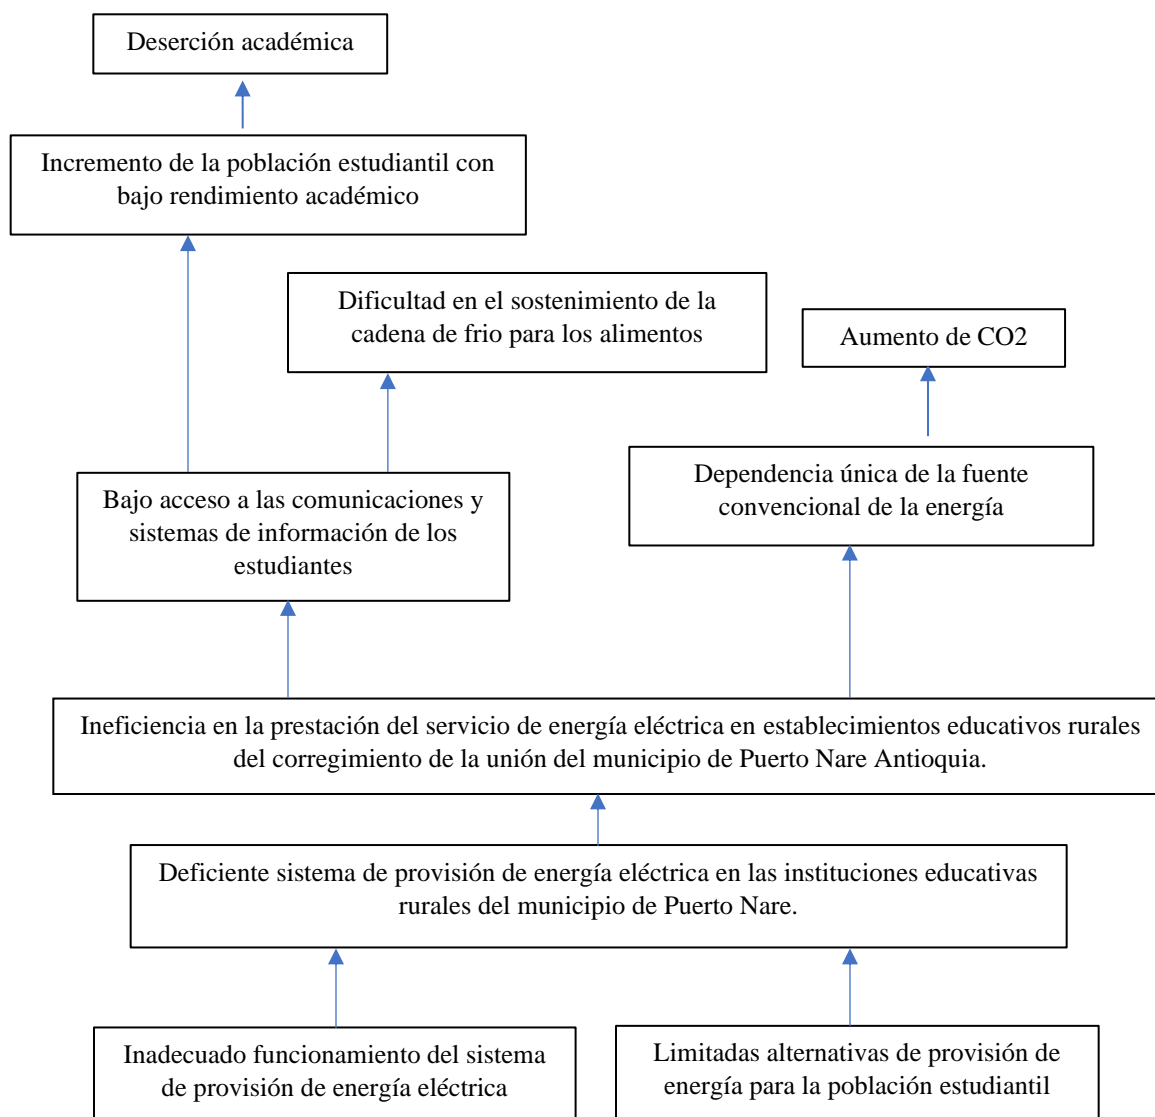 Deserción académica
Incremento de la población estudiantil con
bajo rendimiento académico
Dificultad en el sostenimiento de la
cadena de frio para los alimentos
Aumento de CO2
Bajo acceso a las comunicaciones y
sistemas de información de los
estudiantes
Dependencia única de la fuente
convencional de la energía
Ineficiencia en la prestación del servicio de energía eléctrica en establecimientos educativos rurales
del corregimiento de la unión del municipio de Puerto Nare Antioquia.
Deficiente sistema de provisión de energía eléctrica en las instituciones educativas
rurales del municipio de Puerto Nare.
Inadecuado funcionamiento del sistema
de provisión de energía eléctrica
Limitadas alternativas de provisión de
energía para la población estudiantil